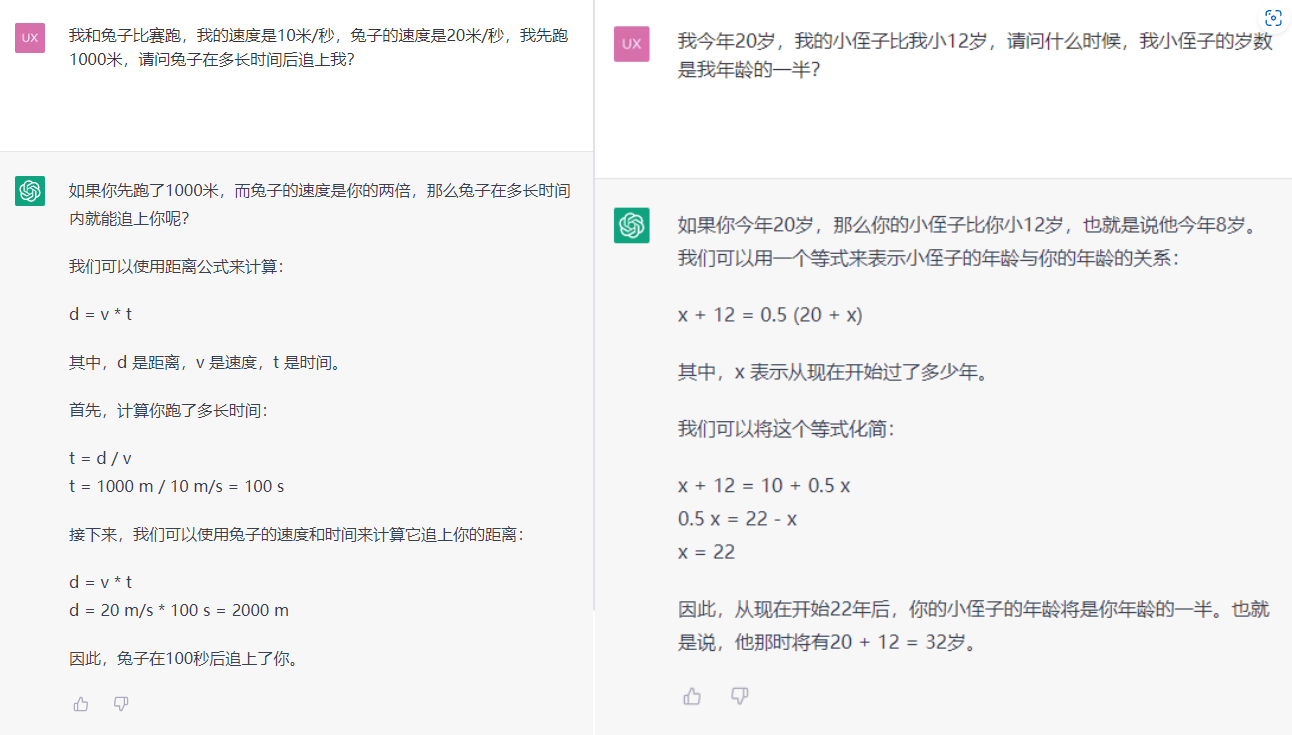 UX
我和兔子比赛跑，我的速度是10米/秒，兔子的速度是20米/秒，我先跑
1000米，请问兔子在多长时间后追上我?
如果你先跑了1000米，而兔子的速度是你的两倍，那么兔子在多长时间
内就能追上你呢?
我们可以使用距离公式来计算：
d = v * t
其中，d 是距离，v 是速度，t 是时间。
首先，计算你跑了多长时间：
t = d / v
t = 1000 m / 10 m/s = 100 s
接下来，我们可以使用兔子的速度和时间来计算它追上你的距离：
d = v * t
d = 20 m/s * 100 s = 2000 m
因此，兔子在100秒后追上了你。
UX
我今年20岁，我的小侄子比我小12岁，请问什么时候，我小侄子的岁数
是我年龄的一半?
如果你今年20岁，那么你的小侄子比你小12岁，也就是说他今年8岁。
我们可以用一个等式来表示小侄子的年龄与你的年龄的关系：
x + 12 = 0.5 (20 + x)
其中，x 表示从现在开始过了多少年。
我们可以将这个等式化简：
x + 12 = 10 + 0.5 x
0.5 x = 22 - x
x = 22
因此，从现在开始22年后，你的小侄子的年龄将是你年龄的一半。也就
是说，他那时将有20 + 12 = 32岁。